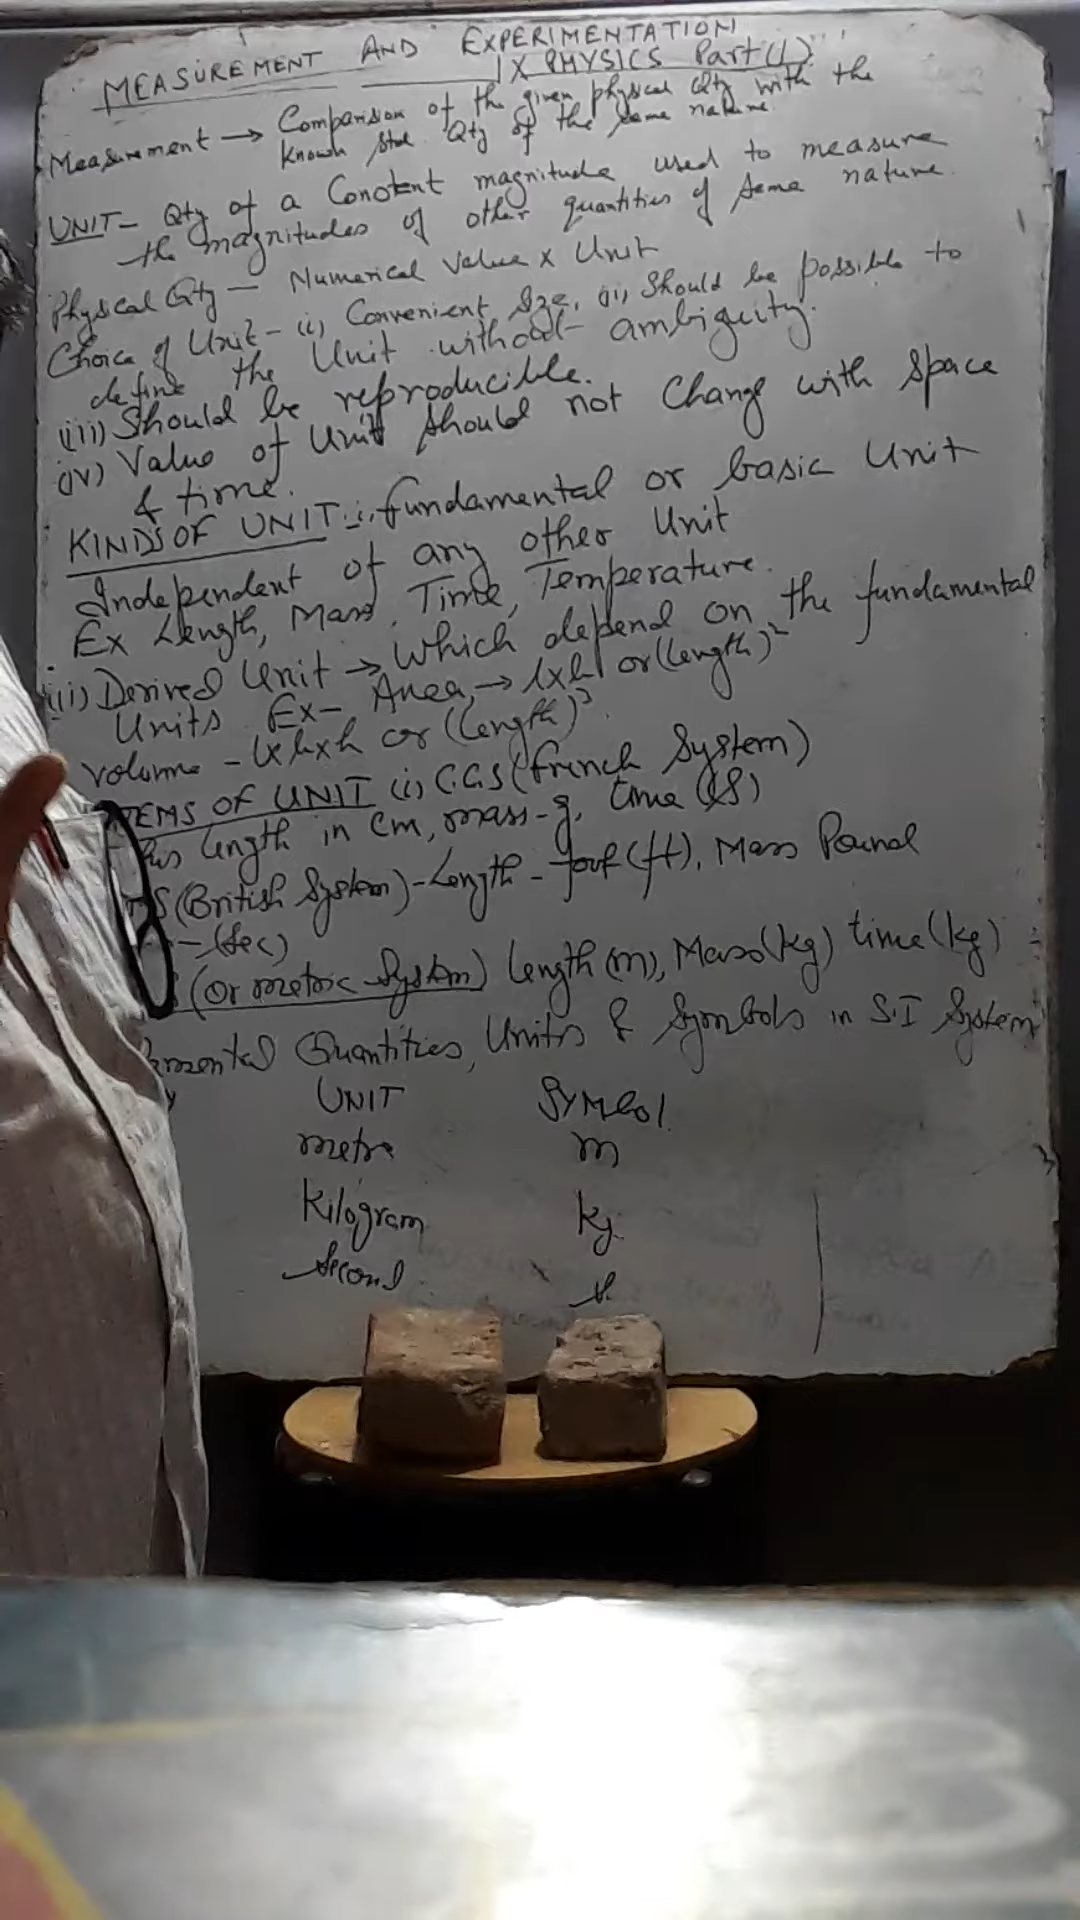 MEASUREMENT AND EXPERIMENTATION
IX PHYSICS Part (1)
Measurement → Comparision of the given physical Qty with the
known std. Qty of the same nature
UNIT - Qty of a Constent magnitude used to measure
the magnitudes of other quantities of same nature.
Physical Qty - Numerical Value x Unit
Choice of Unit - (i) Convenient Size, (ii) Should be possible to
define the Unit without ambiguity.
(iii) Should be reproducible.
(iv) Value of Unit should not Change with space
& time.
KINDS OF UNIT :- i, fundamental or basic Unit
Independent of any other Unit
Ex Length, Mass, Time, Temperature.
(ii) Derived Unit → Which depend on the fundamental
Units Ex- Area → lxb or (length)²
volume - lxbxh or (length)³.
TEMS OF UNIT (i) C.G.S (french System)
length in cm, mass - g, time (s)
S (British System) - Length - foot (ft), Mass Pound
- (sec)
(or metric System) length (m), Mass (kg) time (kg)
amental Quantities, Units & Symbols in S.I System
y UNIT SYMBOL
metre m
kilogram kg.
second s.